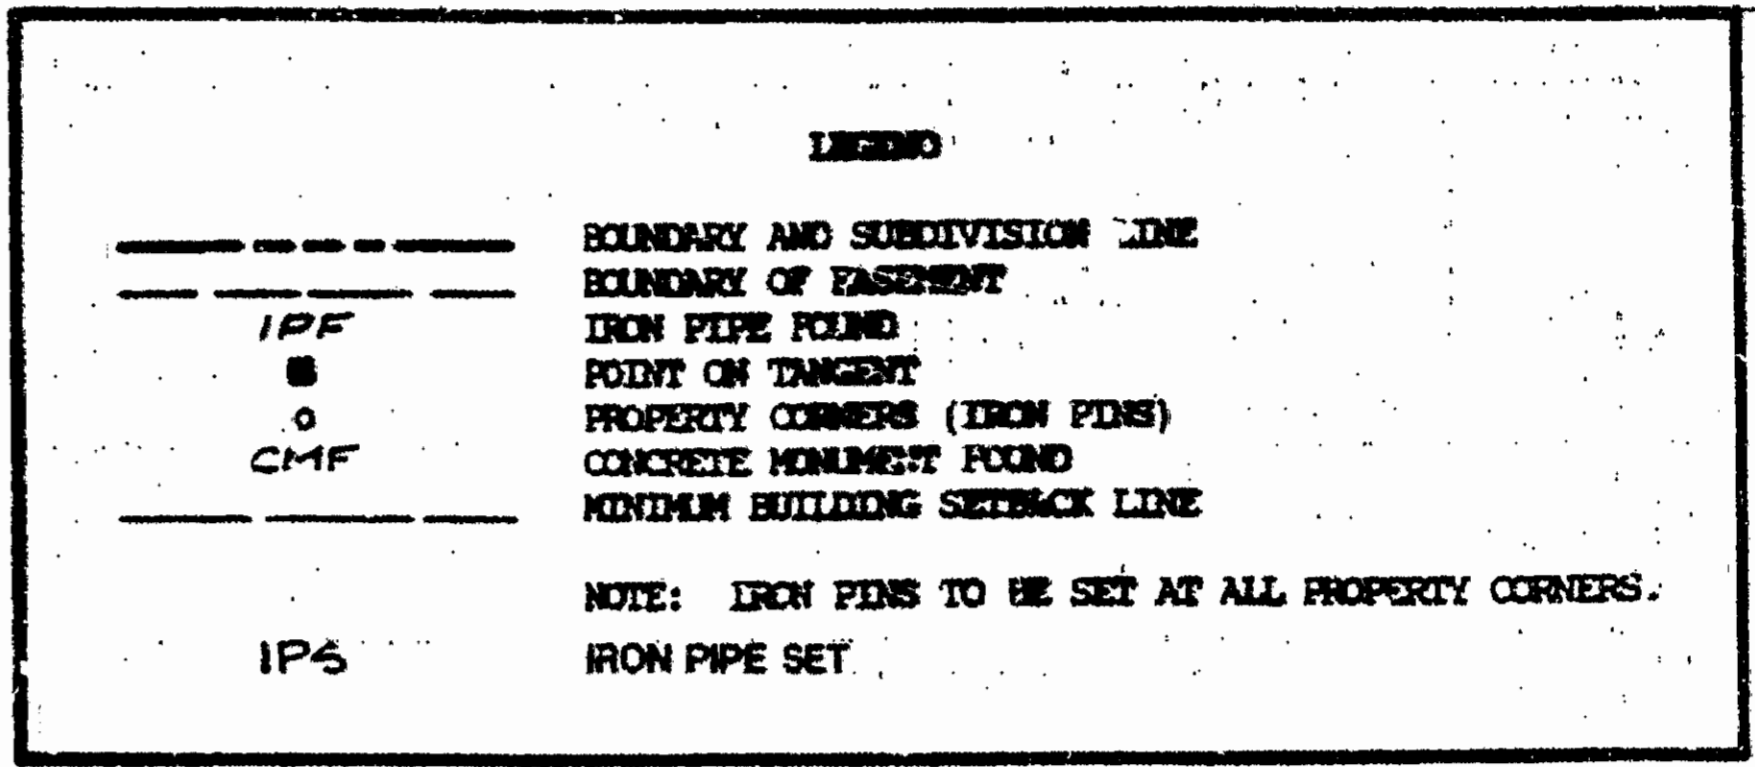 LEGEND
BOUNDARY AND SUBDIVISION LINE
BOUNDARY OF EASEMENT
IPF IRON PIPE FOUND
POINT ON TANGENT
PROPERTY CORNERS (IRON PINS)
CMF CONCRETE MONUMENT FOUND
MINIMUM BUILDING SETBACK LINE
NOTE: IRON PINS TO BE SET AT ALL PROPERTY CORNERS.
IPS IRON PIPE SET